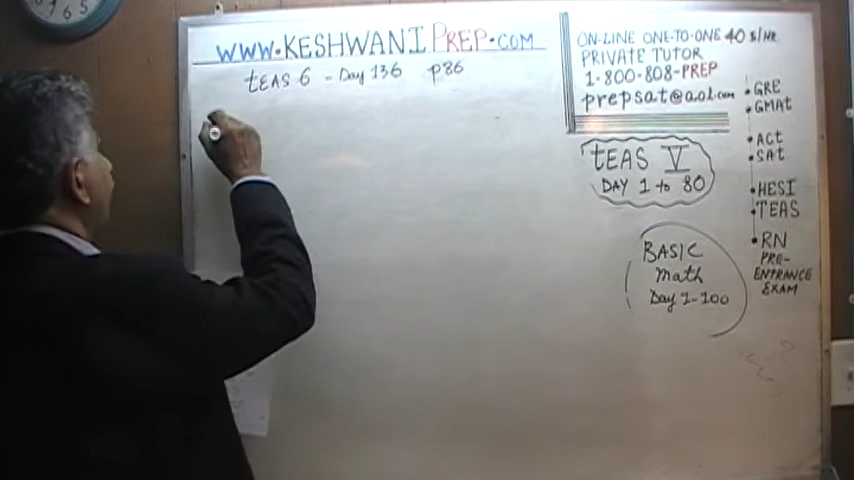 WWW.KESHWANIPREP.COM
TEAS 6 - Day 136 p86
ON-LINE ONE-TO-ONE 40 $/HR
PRIVATE TUTOR
1-800-808-PREP
prepsat@aol.com
GRE
GMAT
ACT
SAT
HESI
TEAS
RN
PRE-
ENTRANCE
EXAM
TEAS V
DAY 1 to 80
BASIC
Math
Day 1-100